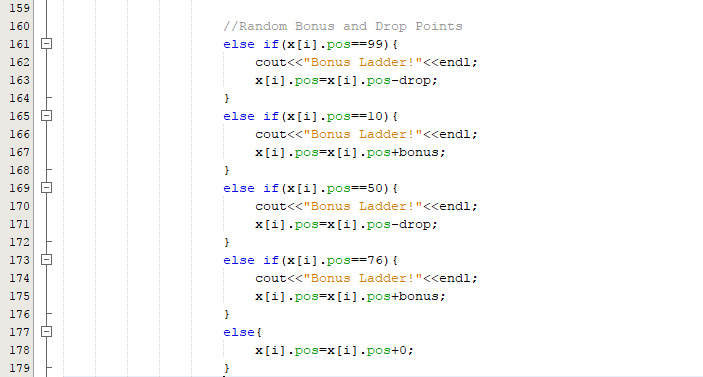 159
160 //Random Bonus and Drop Points
161 else if(x[i].pos==99){
162 cout<<"Bonus Ladder!"<<endl;
163 x[i].pos=x[i].pos-drop;
164 }
165 else if(x[i].pos==10){
166 cout<<"Bonus Ladder!"<<endl;
167 x[i].pos=x[i].pos+bonus;
168 }
169 else if(x[i].pos==50){
170 cout<<"Bonus Ladder!"<<endl;
171 x[i].pos=x[i].pos-drop;
172 }
173 else if(x[i].pos==76){
174 cout<<"Bonus Ladder!"<<endl;
175 x[i].pos=x[i].pos+bonus;
176 }
177 else{
178 x[i].pos=x[i].pos+0;
179 }